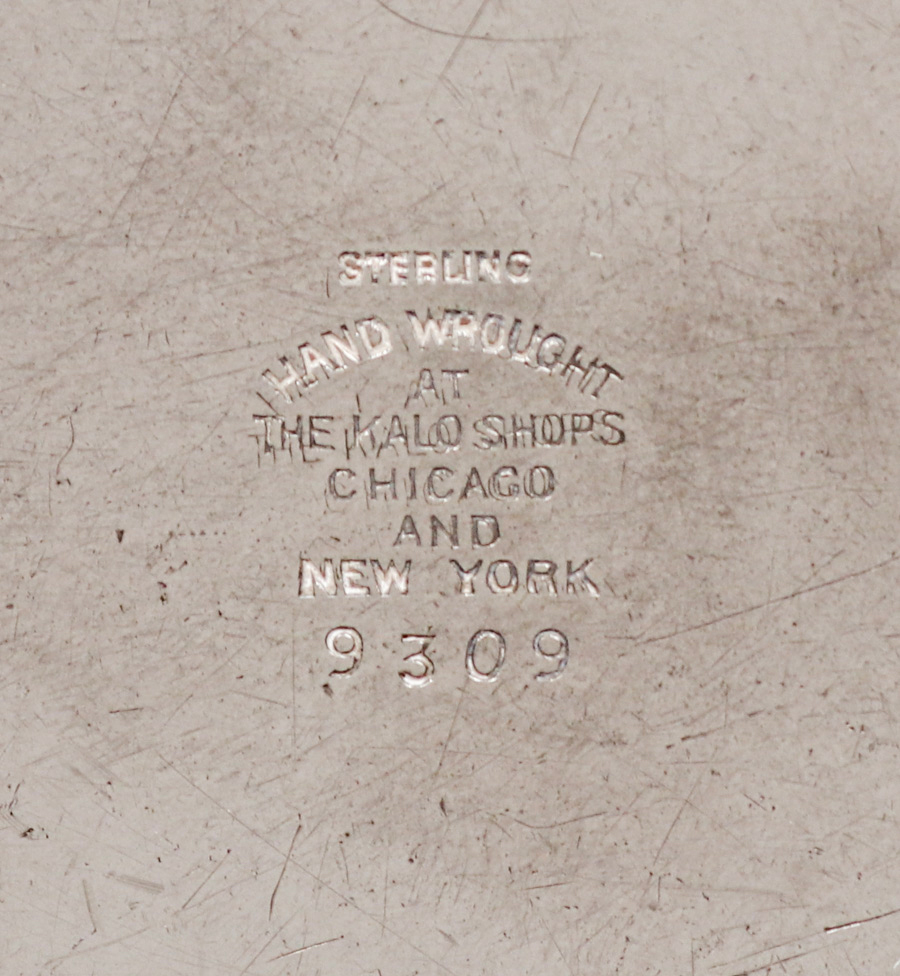 STERLING
HAND WROUGHT
AT
THE KALO SHOPS
CHICAGO
AND
NEW YORK
9309